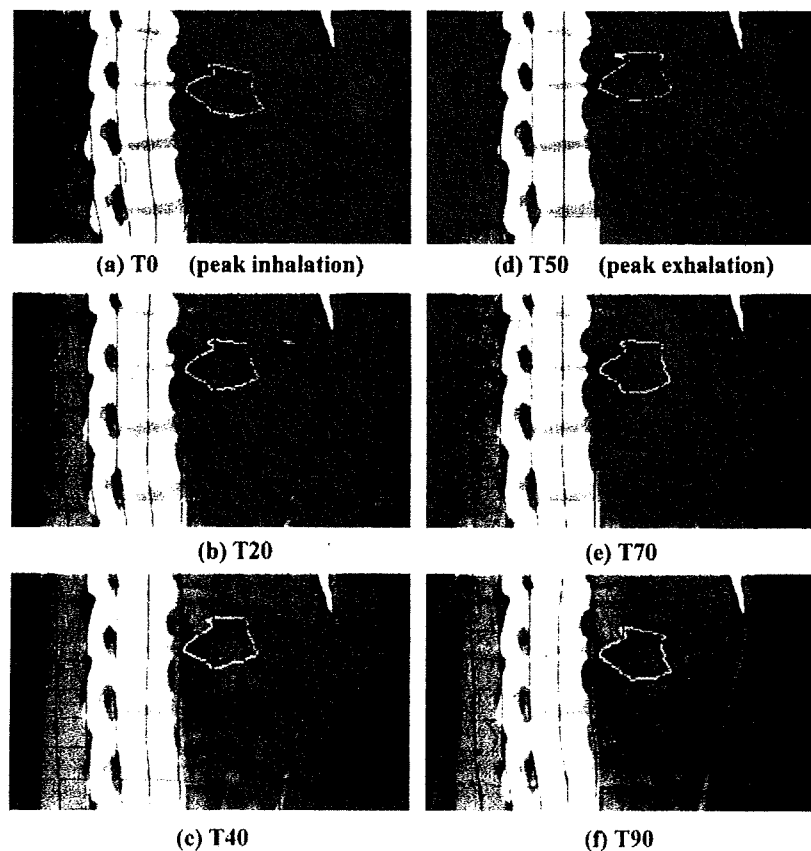 (a) T0 (peak inhalation)
(d) T50 (peak exhalation)
(b) T20
(e) T70
(c) T40
(f) T90